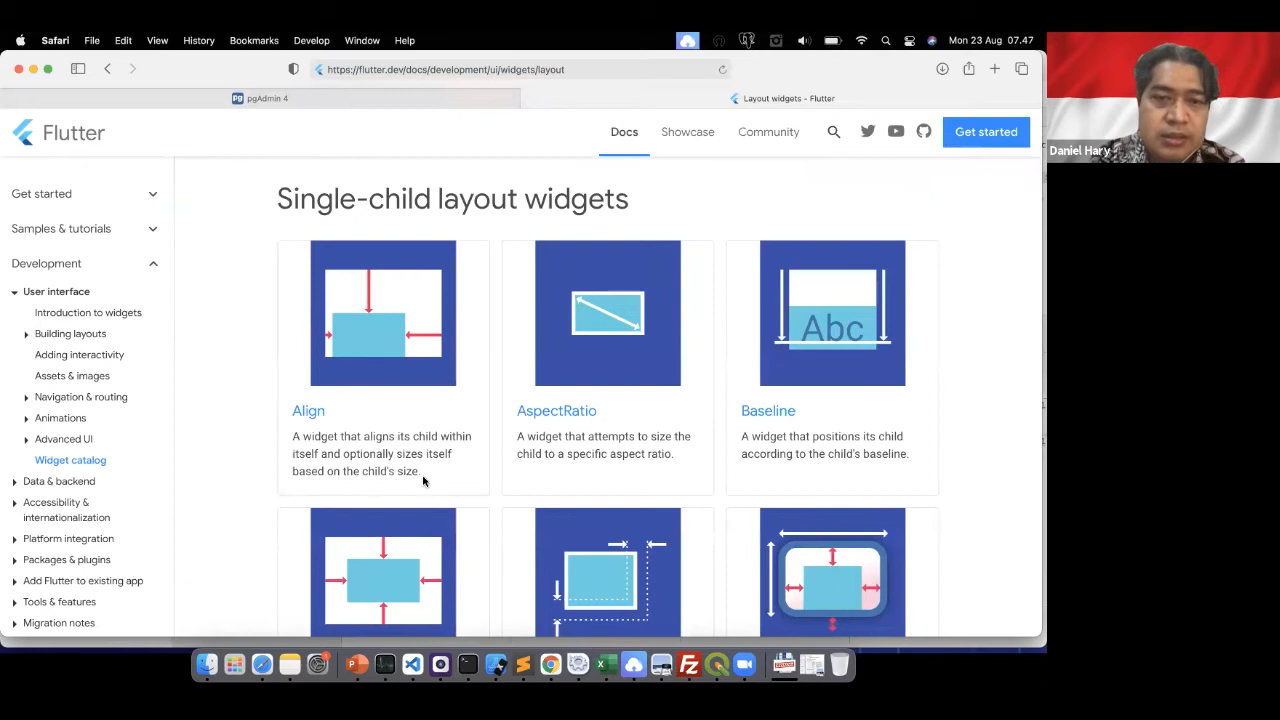 Safari File Edit View History Bookmarks Develop Window Help
Mon 23 Aug 07.47
https://flutter.dev/docs/development/ui/widgets/layout
pgAdmin 4
Layout widgets - Flutter
Flutter
Docs Showcase Community
Get started
Daniel Hary
Get started
Samples & tutorials
Development
User interface
Introduction to widgets
Building layouts
Adding interactivity
Assets & images
Navigation & routing
Animations
Advanced UI
Widget catalog
Data & backend
Accessibility &
internationalization
Platform integration
Packages & plugins
Add Flutter to existing app
Tools & features
Migration notes
Single-child layout widgets
Align
A widget that aligns its child within
itself and optionally sizes itself
based on the child's size.
AspectRatio
A widget that attempts to size the
child to a specific aspect ratio.
Abc
Baseline
A widget that positions its child
according to the child's baseline.